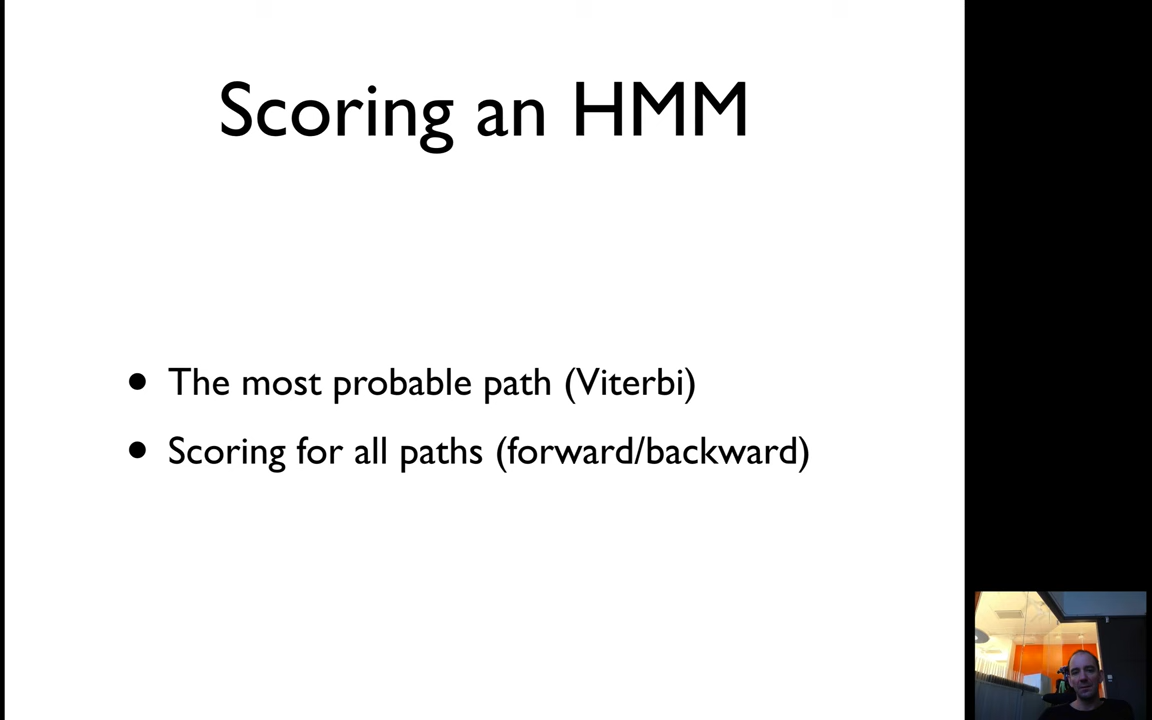 Scoring an HMM
• The most probable path (Viterbi)
• Scoring for all paths (forward/backward)